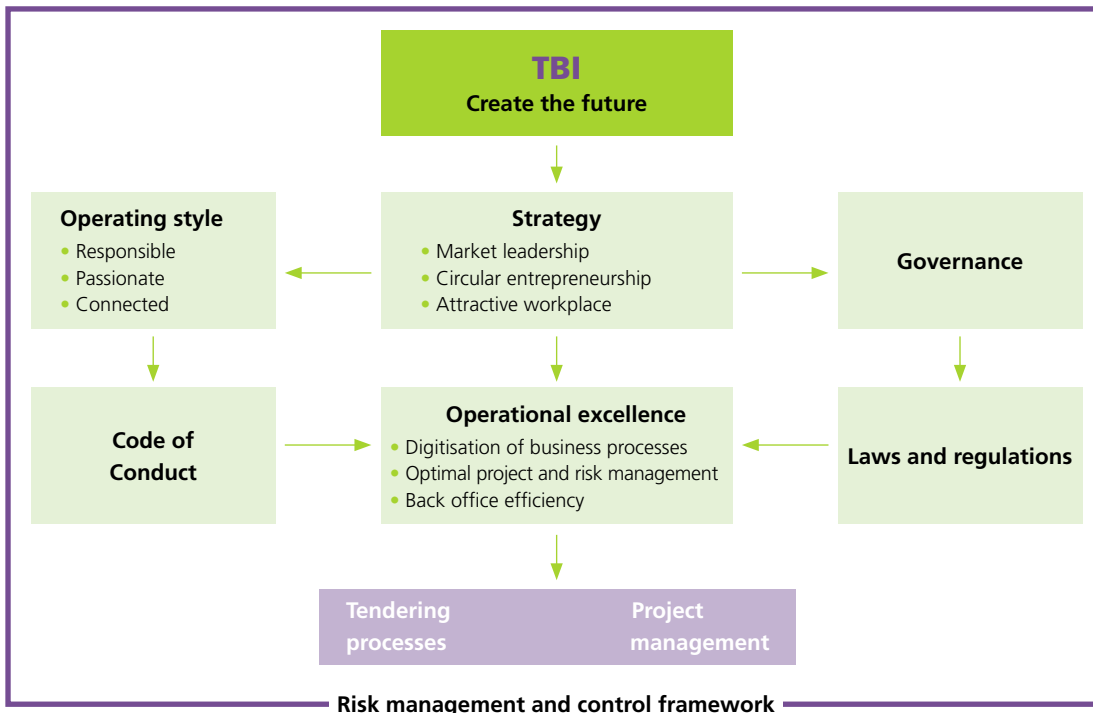 TBI
Create the future
Operating style
• Responsible
• Passionate
• Connected
Strategy
• Market leadership
• Circular entrepreneurship
• Attractive workplace
Governance
Code of
Conduct
Operational excellence
• Digitisation of business processes
• Optimal project and risk management
• Back office efficiency
Laws and regulations
Tendering
processes
Project
management
Risk management and control framework